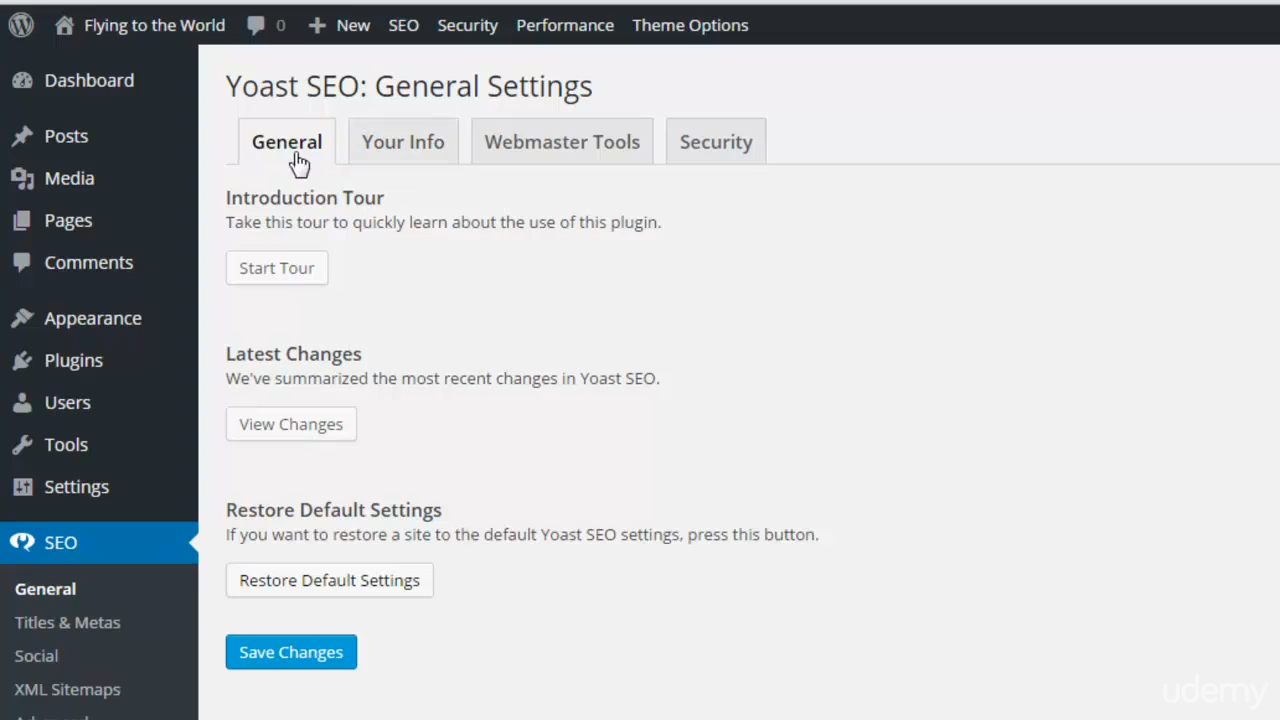 Flying to the World 0 New SEO Security Performance Theme Options
Dashboard
Posts
Media
Pages
Comments
Appearance
Plugins
Users
Tools
Settings
SEO
General
Titles & Metas
Social
XML Sitemaps
Yoast SEO: General Settings
General Your Info Webmaster Tools Security
Introduction Tour
Take this tour to quickly learn about the use of this plugin.
Start Tour
Latest Changes
We've summarized the most recent changes in Yoast SEO.
View Changes
Restore Default Settings
If you want to restore a site to the default Yoast SEO settings, press this button.
Restore Default Settings
Save Changes
udemy